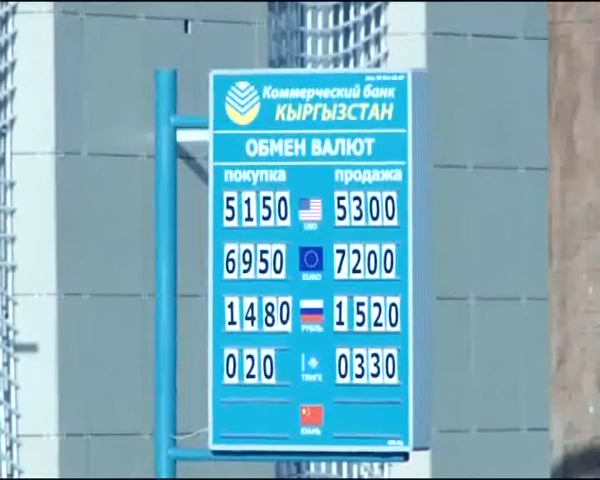 Коммерческий банк
КЫРГЫЗСТАН
ОБМЕН ВАЛЮТ
покупка продажа
5150 USD 5300
6950 EURO 7200
1480 РУБЛЬ 1520
020 ТЕНГЕ 0330
ЮАНЬ